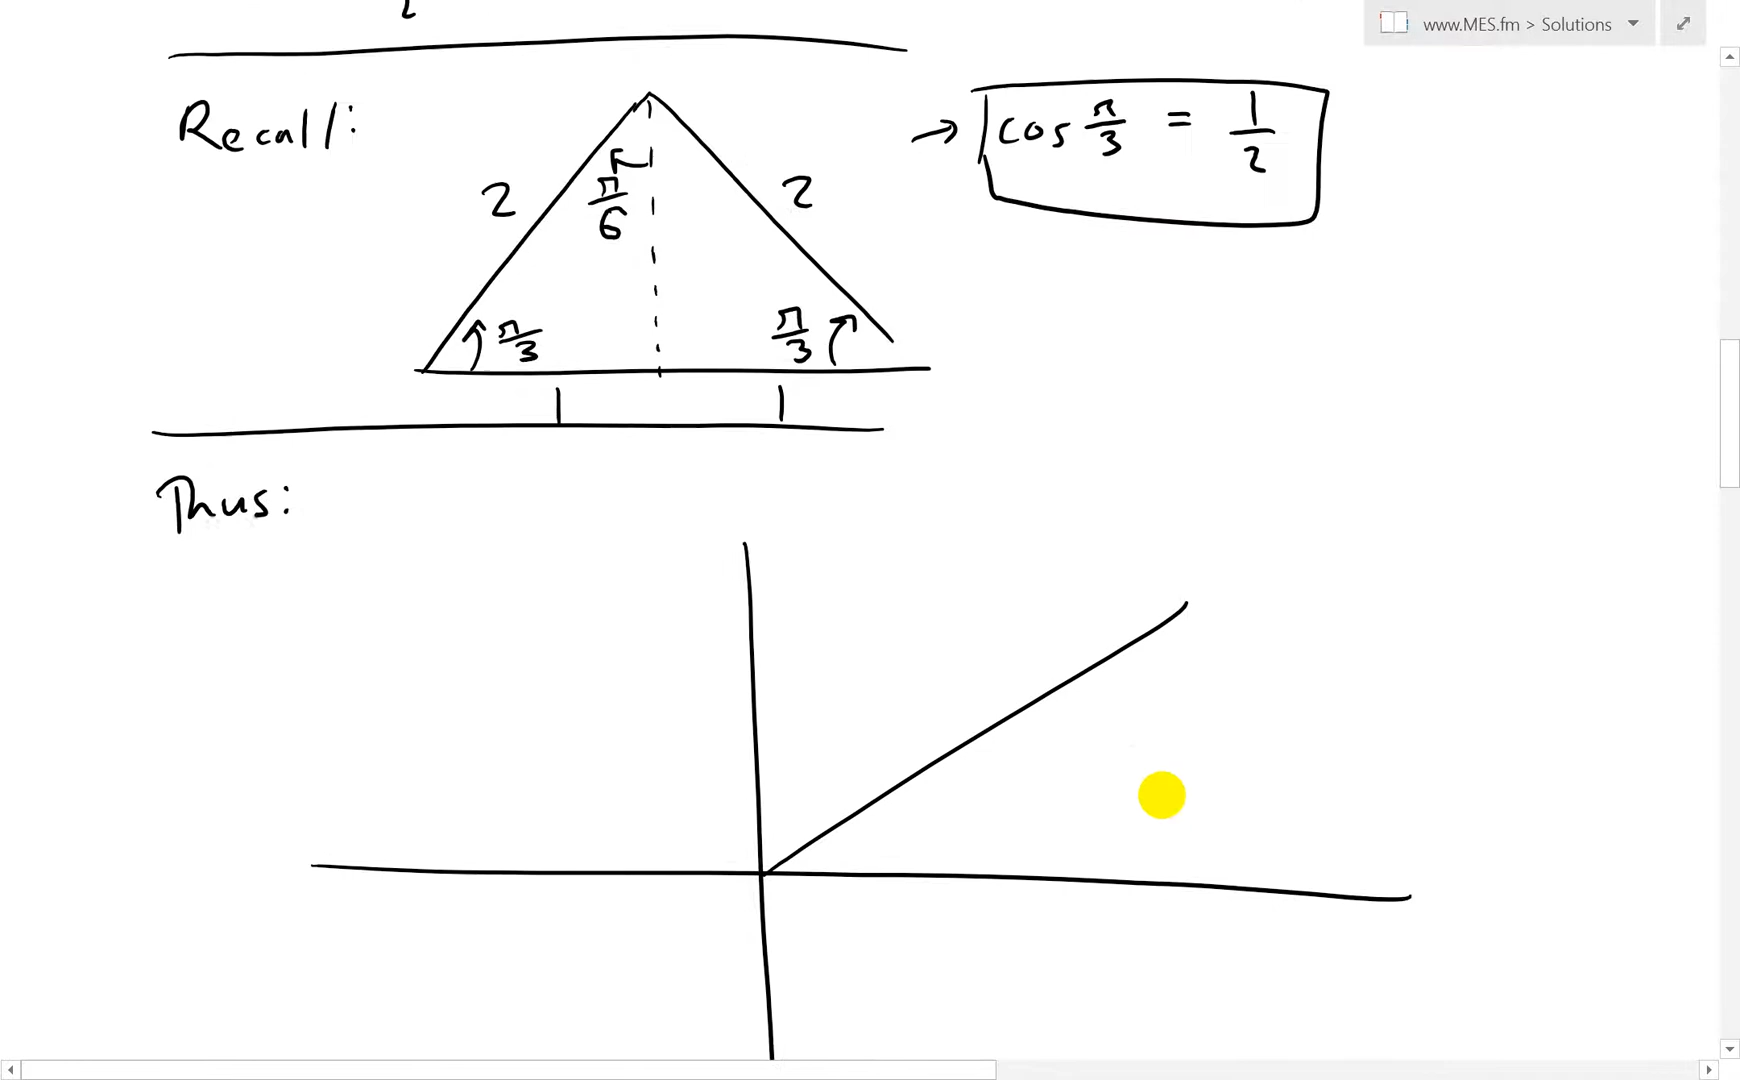 www.MES.fm > Solutions
Recall:
2
2
π/6
π/3
π/3
1
1
→ cos π/3 = 1/2
Thus: